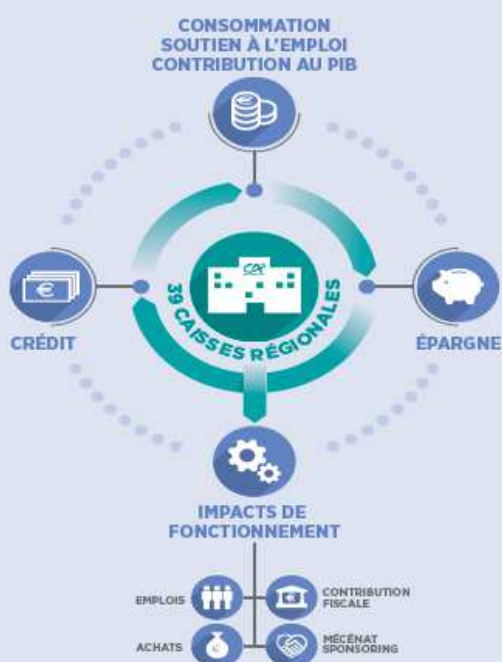 CONSOMMATION
SOUTIEN À L'EMPLOI
CONTRIBUTION AU PIB
39 CAISSES RÉGIONALES
CRÉDIT
ÉPARGNE
IMPACTS DE
FONCTIONNEMENT
EMPLOIS
CONTRIBUTION
FISCALE
ACHATS
MÉCÉNAT
SPONSORING